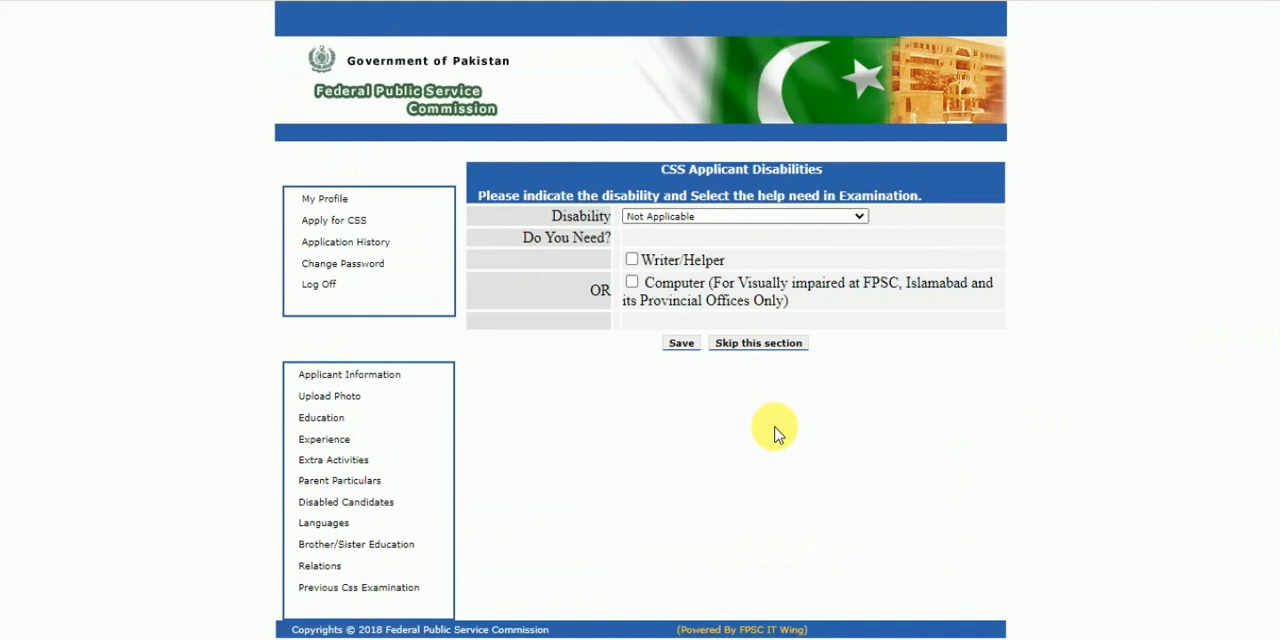 Government of Pakistan
Federal Public Service
Commission
CSS Applicant Disabilities
Please indicate the disability and Select the help need in Examination.
Disability Not Applicable
Do You Need?
Writer/Helper
OR Computer (For Visually impaired at FPSC, Islamabad and
its Provincial Offices Only)
Save Skip this section
My Profile
Apply for CSS
Application History
Change Password
Log Off
Applicant Information
Upload Photo
Education
Experience
Extra Activities
Parent Particulars
Disabled Candidates
Languages
Brother/Sister Education
Relations
Previous Css Examination
Copyrights © 2018 Federal Public Service Commission (Powered By FPSC IT Wing)